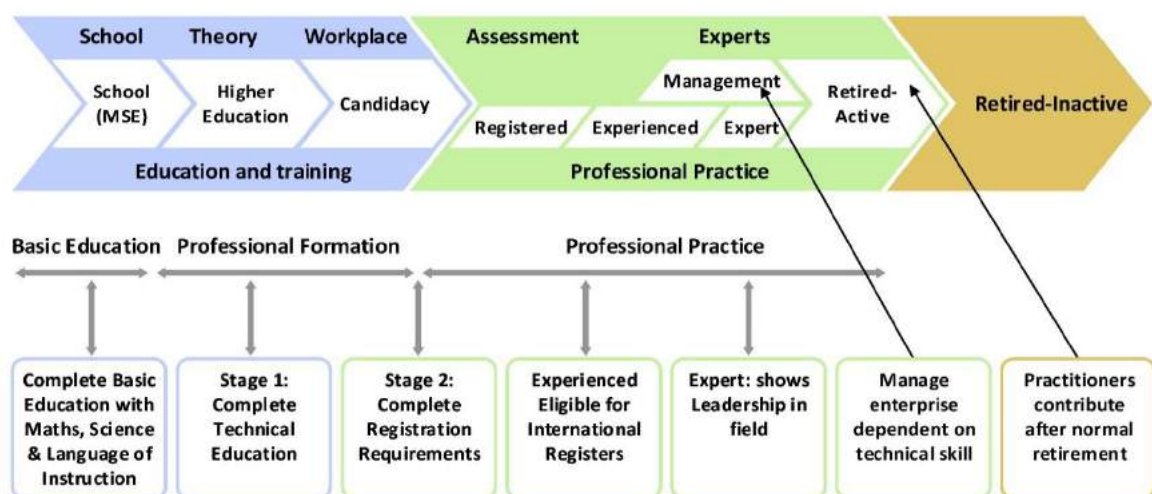 School Theory Workplace Assessment Experts
School
(MSE)
Higher
Education
Candidacy
Management
Retired-
Active
Registered Experienced Expert
Retired-Inactive
Education and training
Professional Practice
Basic Education Professional Formation Professional Practice
Complete Basic
Education with
Maths, Science
& Language of
Instruction
Stage 1:
Complete
Technical
Education
Stage 2:
Complete
Registration
Requirements
Experienced
Eligible for
International
Registers
Expert: shows
Leadership in
field
Manage
enterprise
dependent on
technical skill
Practitioners
contribute
after normal
retirement